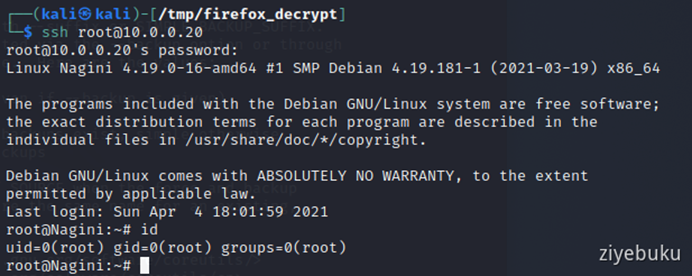 ┌──(kali㉿kali)-[/tmp/firefox_decrypt]
└─$ ssh root@10.0.0.20
root@10.0.0.20's password:
Linux Nagini 4.19.0-16-amd64 #1 SMP Debian 4.19.181-1 (2021-03-19) x86_64

The programs included with the Debian GNU/Linux system are free software;
the exact distribution terms for each program are described in the
individual files in /usr/share/doc/*/copyright.

Debian GNU/Linux comes with ABSOLUTELY NO WARRANTY, to the extent
permitted by applicable law.
Last login: Sun Apr  4 18:01:59 2021
root@Nagini:~# id
uid=0(root) gid=0(root) groups=0(root)
root@Nagini:~#
ziyebuku